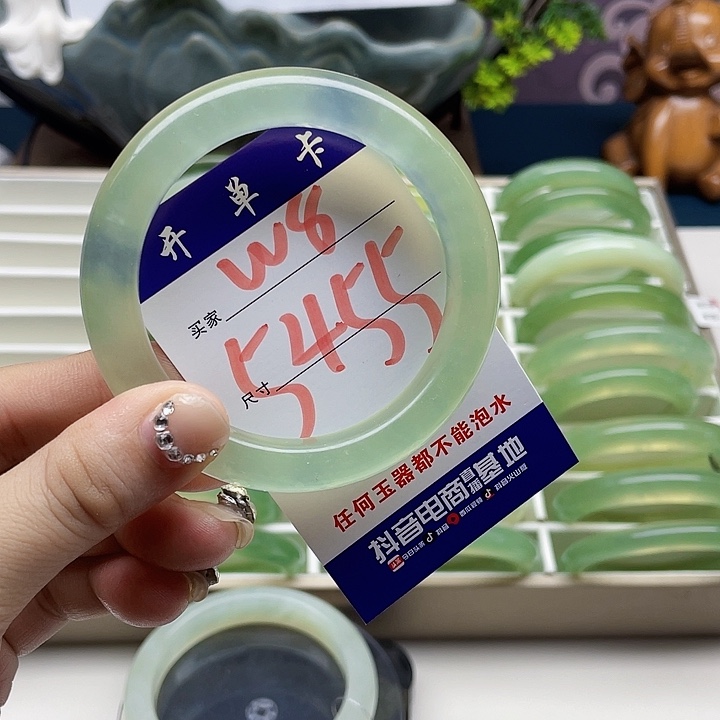 开单卡
买家 W8
尺寸 5455
任何玉器都不能泡水
抖音电商直播基地